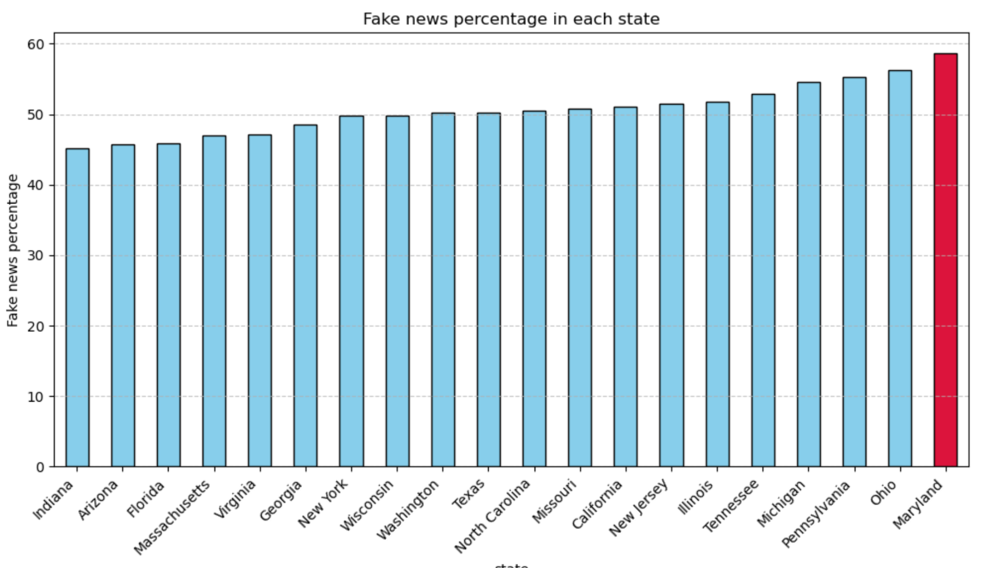 Fake news percentage in each state
60
50
40
30
20
10
0
Fake news percentage
Indiana
Arizona
Florida
Massachusetts
Virginia
Georgia
New York
Wisconsin
Washington
Texas
North Carolina
Missouri
California
New Jersey
Illinois
Tennessee
Michigan
Pennsylvania
Ohio
Maryland
state